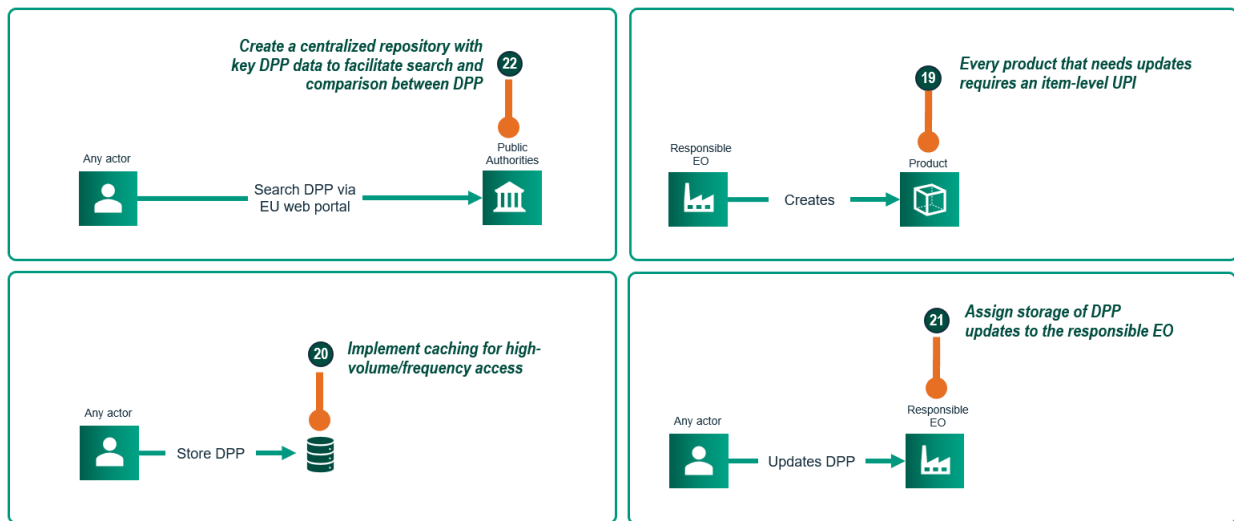 Create a centralized repository with
key DPP data to facilitate search and
comparison between DPP
22
Public
Authorities
Any actor
Search DPP via
EU web portal
19
Every product that needs updates
requires an item-level UPI
Responsible
EO
Product
Creates
20
Implement caching for high-
volume/frequency access
Any actor
Store DPP
21
Assign storage of DPP
updates to the responsible EO
Any actor
Responsible
EO
Updates DPP